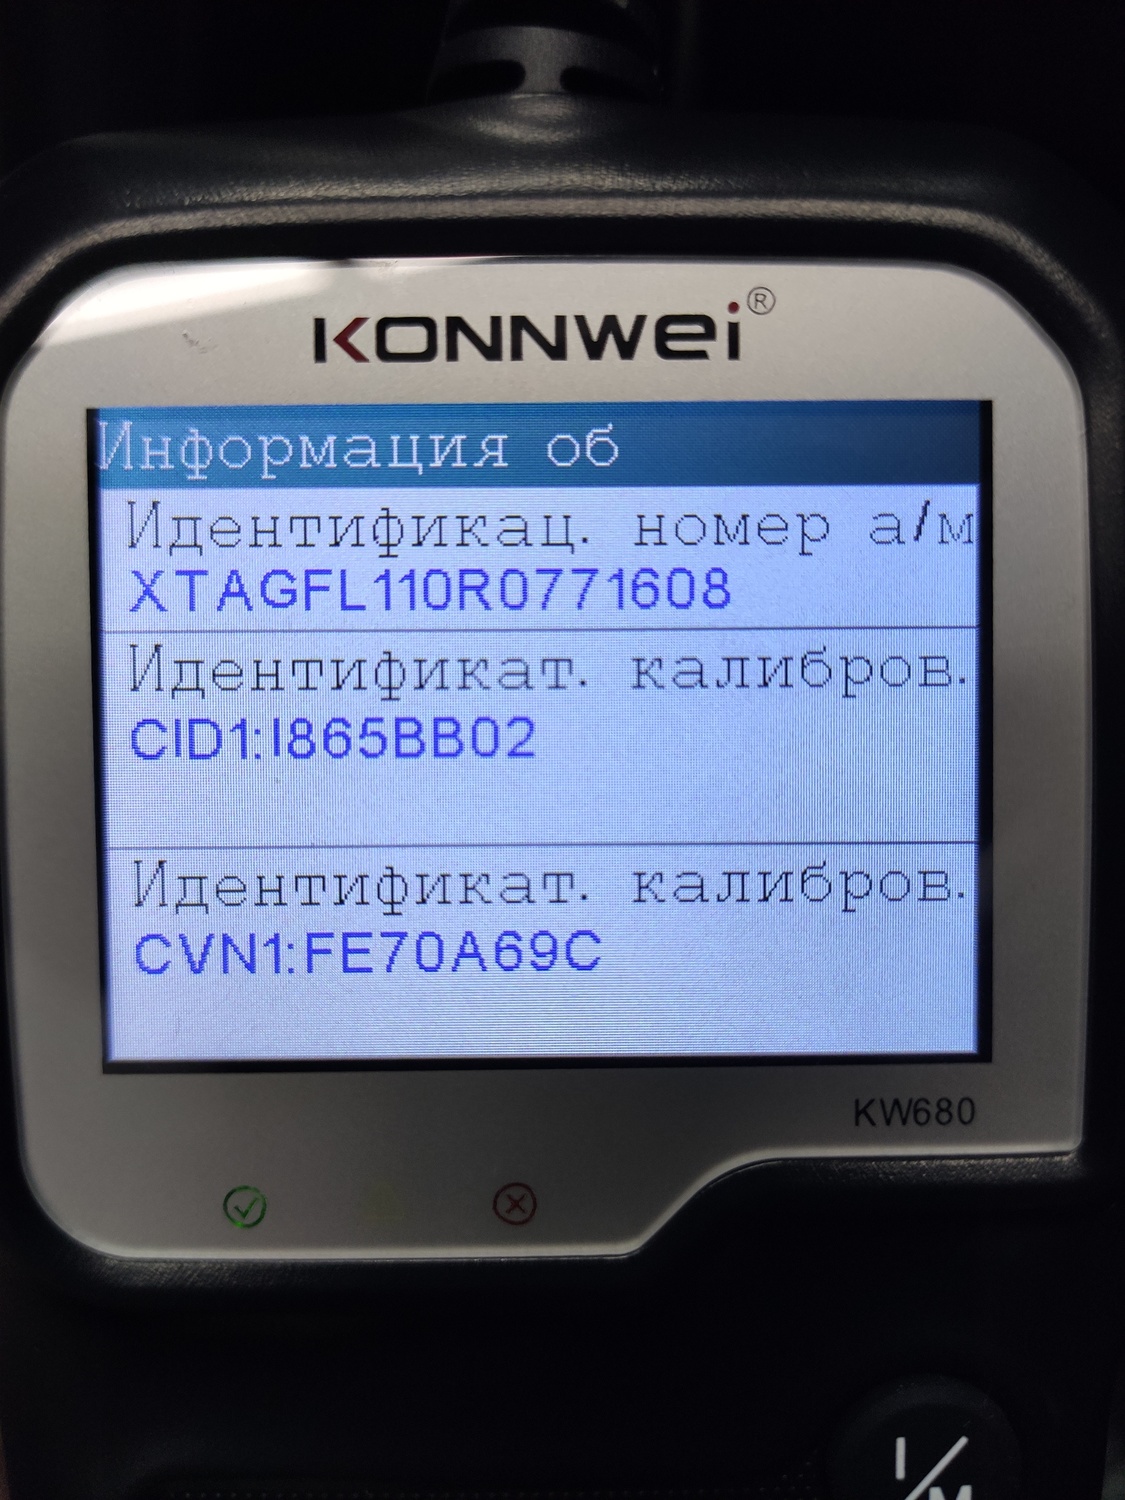 KONNWEI®
Информация об
Идентификац. номер а/м
XTAGFL110R0771608
Идентификат. калибров.
CID1:I865BB02
Идентификат. калибров.
CVN1:FE70A69C
KW680
I/M